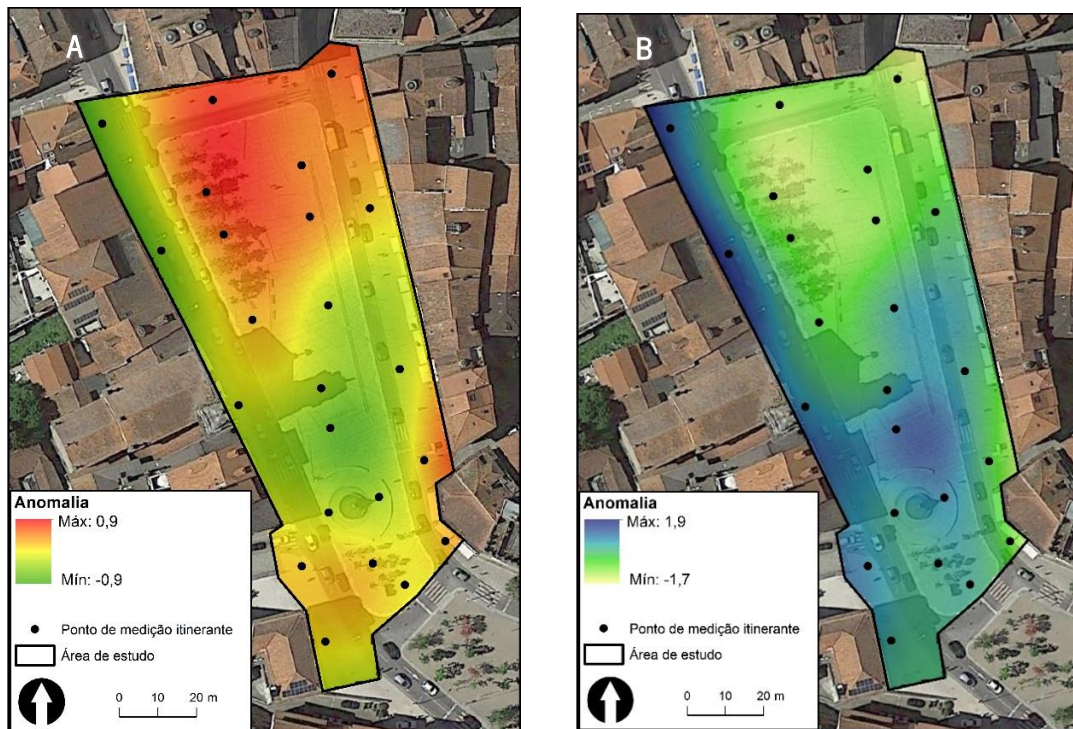 A
Anomalia
Máx: 0,9
Mín: -0,9
Ponto de medição itinerante
Área de estudo
0 10 20 m
B
Anomalia
Máx: 1,9
Mín: -1,7
Ponto de medição itinerante
Área de estudo
0 10 20 m